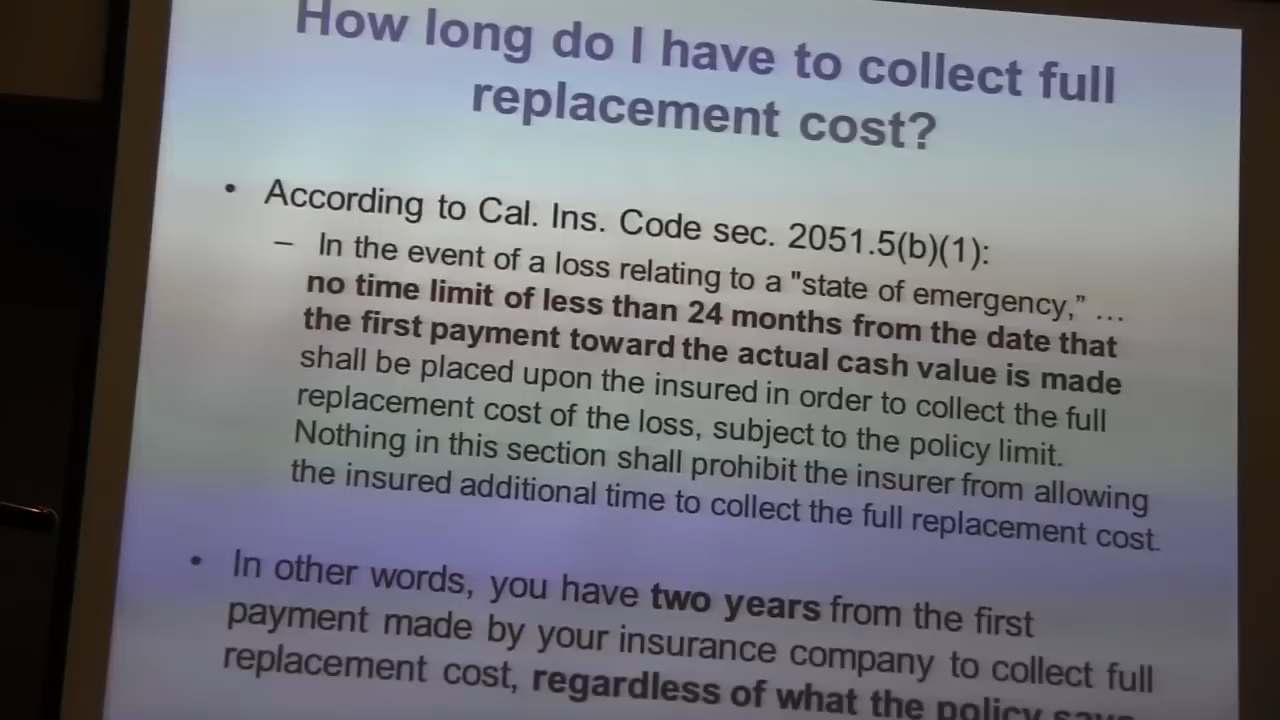 How long do I have to collect full
replacement cost?
• According to Cal. Ins. Code sec. 2051.5(b)(1):
– In the event of a loss relating to a "state of emergency,” …
no time limit of less than 24 months from the date that
the first payment toward the actual cash value is made
shall be placed upon the insured in order to collect the full
replacement cost of the loss, subject to the policy limit.
Nothing in this section shall prohibit the insurer from allowing
the insured additional time to collect the full replacement cost.
• In other words, you have two years from the first
payment made by your insurance company to collect full
replacement cost, regardless of what the policy says